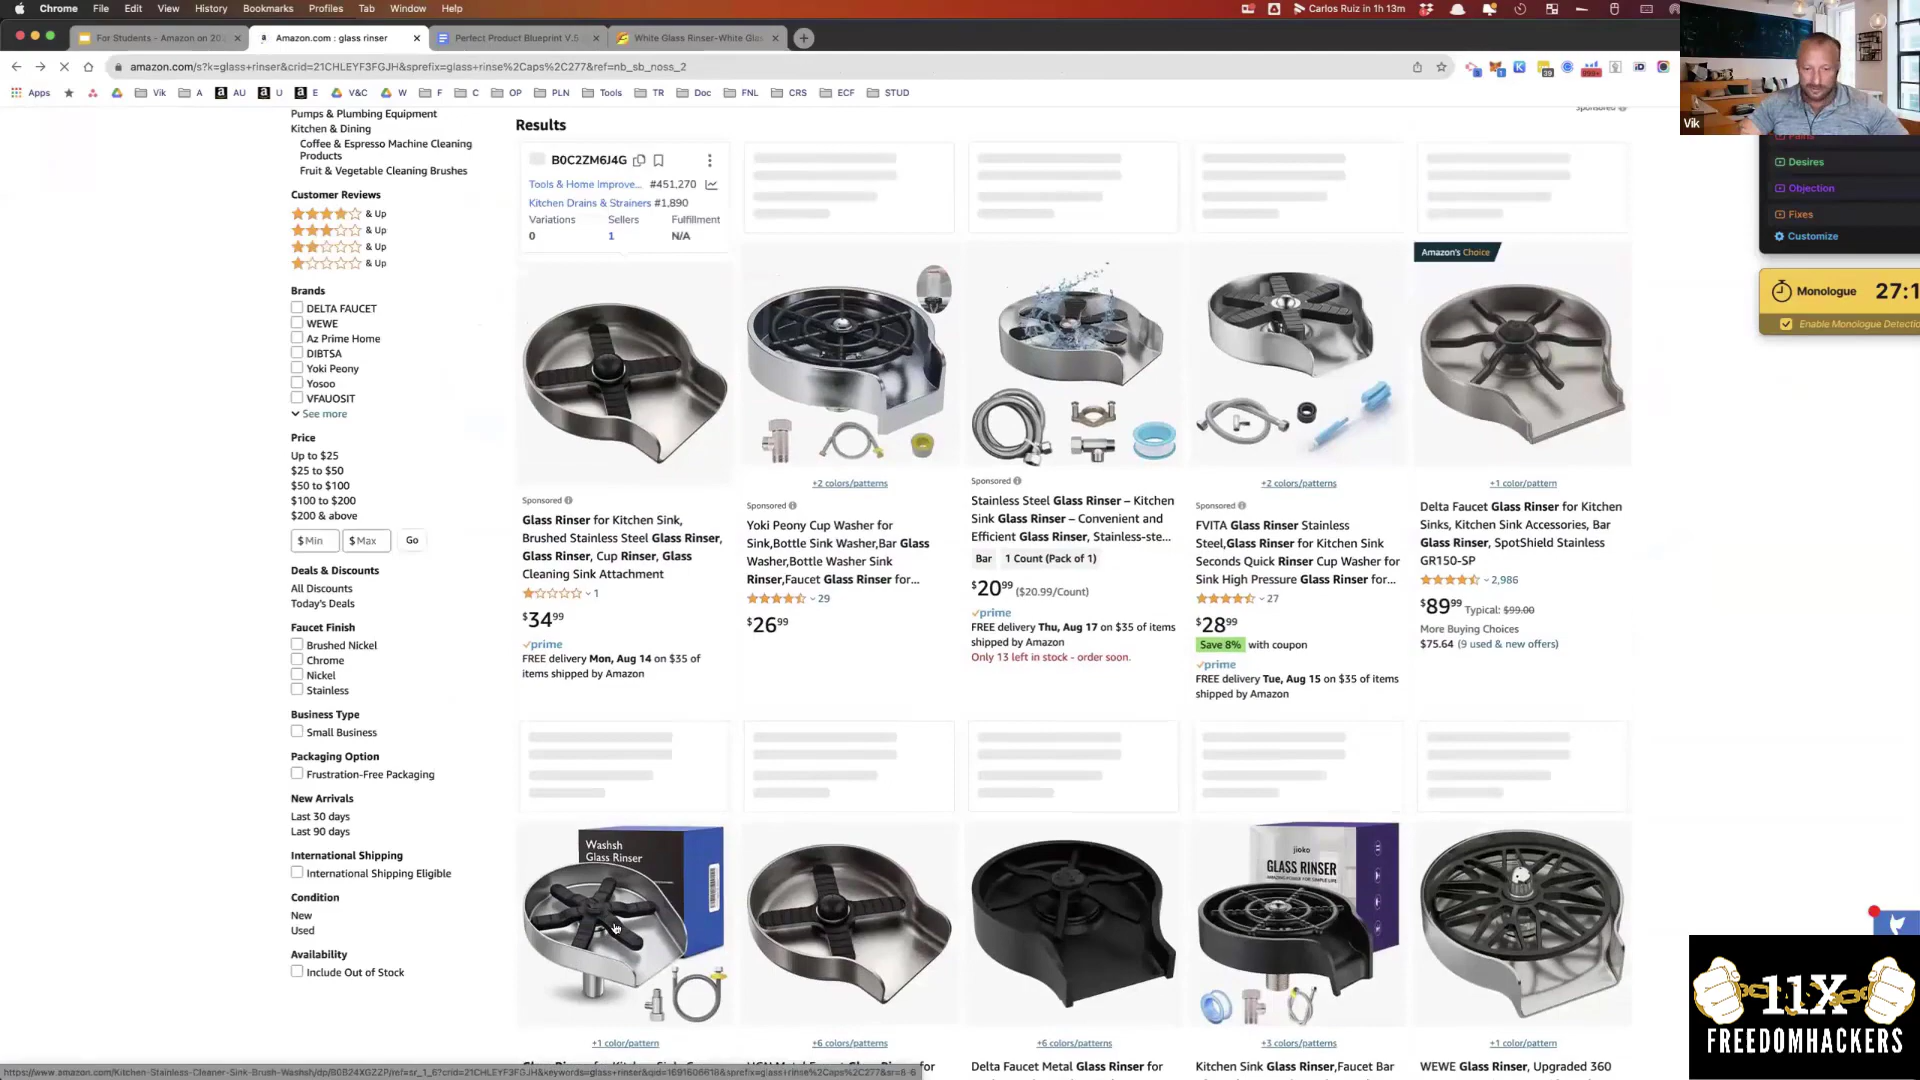 Chrome File Edit View History Bookmarks Profiles Tab Window Help
Carlos Ruiz in 1h 13m
For Students - Amazon on 20
Amazon.com : glass rinser
Perfect Product Blueprint V.5
White Glass Rinser-White Glas
amazon.com/s?k=glass+rinser&crid=21CHLEYF3FGJH&sprefix=glass+rinse%2Caps%2C277&ref=nb_sb_noss_2
Apps Vik A AU U E V&C W F C OP PLN Tools TR Doc FNL CRS ECF STUD
Vik
Pumps & Plumbing Equipment
Kitchen & Dining
Coffee & Espresso Machine Cleaning
Products
Fruit & Vegetable Cleaning Brushes
Customer Reviews
& Up
& Up
& Up
& Up
Brands
DELTA FAUCET
WEWE
Az Prime Home
DIBTSA
Yoki Peony
Yosoo
VFAUOSIT
See more
Price
Up to $25
$25 to $50
$50 to $100
$100 to $200
$200 & above
$ Min $ Max Go
Deals & Discounts
All Discounts
Today's Deals
Faucet Finish
Brushed Nickel
Chrome
Nickel
Stainless
Business Type
Small Business
Packaging Option
Frustration-Free Packaging
New Arrivals
Last 30 days
Last 90 days
International Shipping
International Shipping Eligible
Condition
New
Used
Availability
Include Out of Stock
Sponsored
Results
B0C2ZM6J4G
Tools & Home Improve... #451,270
Kitchen Drains & Strainers #1,890
Variations Sellers Fulfillment
0 1 N/A
Sponsored
Glass Rinser for Kitchen Sink,
Brushed Stainless Steel Glass Rinser,
Glass Rinser, Cup Rinser, Glass
Cleaning Sink Attachment
1
$34.99
prime
FREE delivery Mon, Aug 14 on $35 of
items shipped by Amazon
+2 colors/patterns
Sponsored
Yoki Peony Cup Washer for
Sink,Bottle Sink Washer,Bar Glass
Washer,Bottle Washer Sink
Rinser,Faucet Glass Rinser for...
29
$26.99
Sponsored
Stainless Steel Glass Rinser – Kitchen
Sink Glass Rinser – Convenient and
Efficient Glass Rinser, Stainless-ste...
Bar 1 Count (Pack of 1)
$20.99 ($20.99/Count)
prime
FREE delivery Thu, Aug 17 on $35 of items
shipped by Amazon
Only 13 left in stock - order soon.
+2 colors/patterns
Sponsored
FVITA Glass Rinser Stainless
Steel,Glass Rinser for Kitchen Sink
Seconds Quick Rinser Cup Washer for
Sink High Pressure Glass Rinser for...
27
$28.99
Save 8% with coupon
prime
FREE delivery Tue, Aug 15 on $35 of items
shipped by Amazon
Amazon's Choice
+1 color/pattern
Delta Faucet Glass Rinser for Kitchen
Sinks, Kitchen Sink Accessories, Bar
Glass Rinser, SpotShield Stainless
GR150-SP
2,986
$89.99 Typical: $99.00
More Buying Choices
$75.64 (9 used & new offers)
Washsh
Glass Rinser
jioko
GLASS RINSER
+1 color/pattern
+6 colors/patterns
+6 colors/patterns
+3 colors/patterns
+1 color/pattern
Delta Faucet Metal Glass Rinser for
Kitchen Sink Glass Rinser,Faucet Bar
WEWE Glass Rinser, Upgraded 360
Desires
Objection
Fixes
Customize
Monologue 27:1
Enable Monologue Detectio
11X
FREEDOMHACKERS